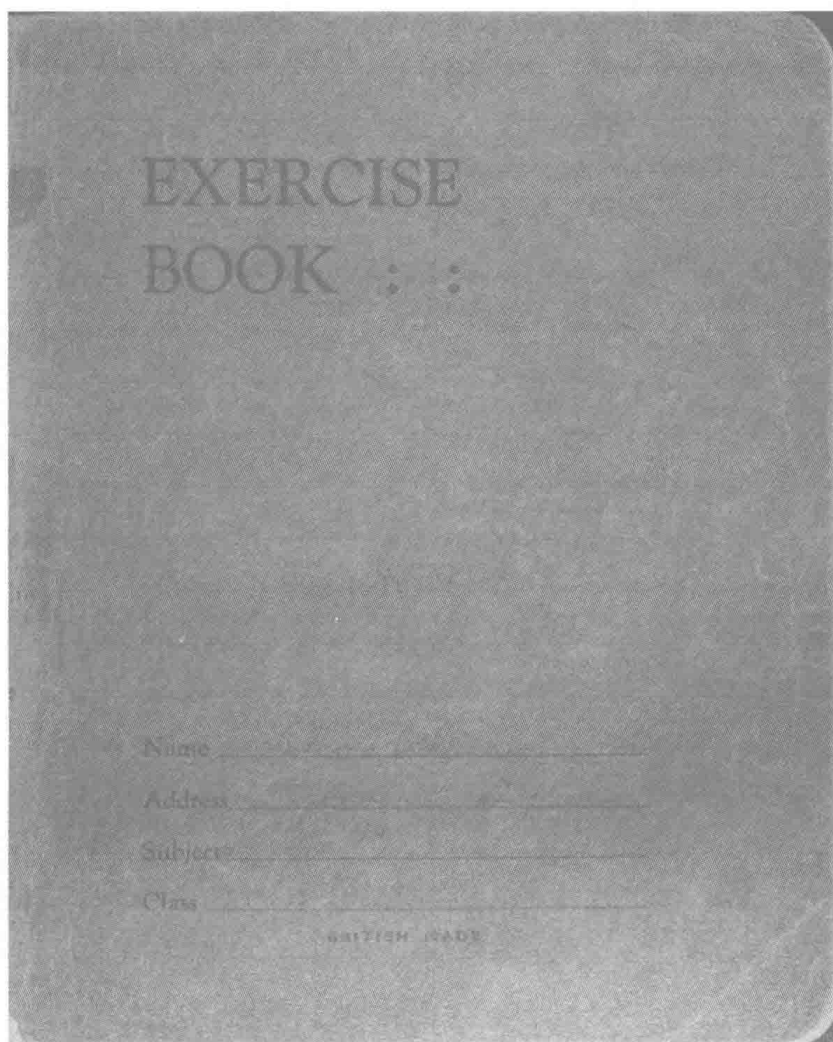 EXERCISE
BOOK : :
Name
Address
Subject
Class
BRITISH MADE